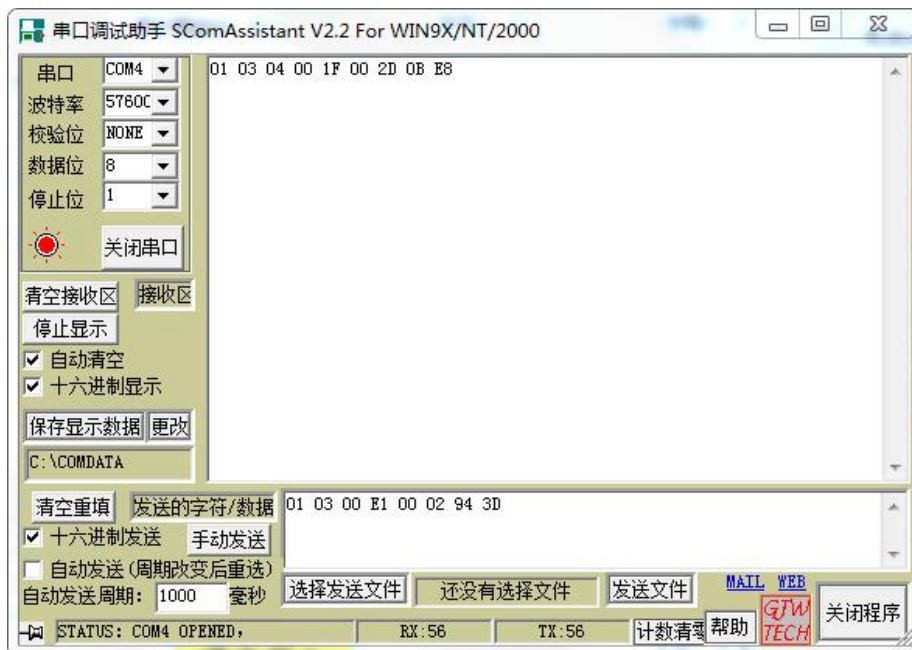 串口调试助手 SComAssistant V2.2 For WIN9X/NT/2000
串口 COM4
波特率 57600
校验位 NONE
数据位 8
停止位 1
关闭串口
01 03 04 00 1F 00 2D 0B E8
清空接收区 接收区
停止显示
自动清空
十六进制显示
保存显示数据 更改
C:\COMDATA
清空重填 发送的字符/数据
01 03 00 E1 00 02 94 3D
十六进制发送 手动发送
自动发送(周期改变后重选)
自动发送周期: 1000 毫秒
选择发送文件 还没有选择文件 发送文件
MAIL WEB
GJW TECH
关闭程序
STATUS: COM4 OPENED, RX:56 TX:56 计数清零 帮助